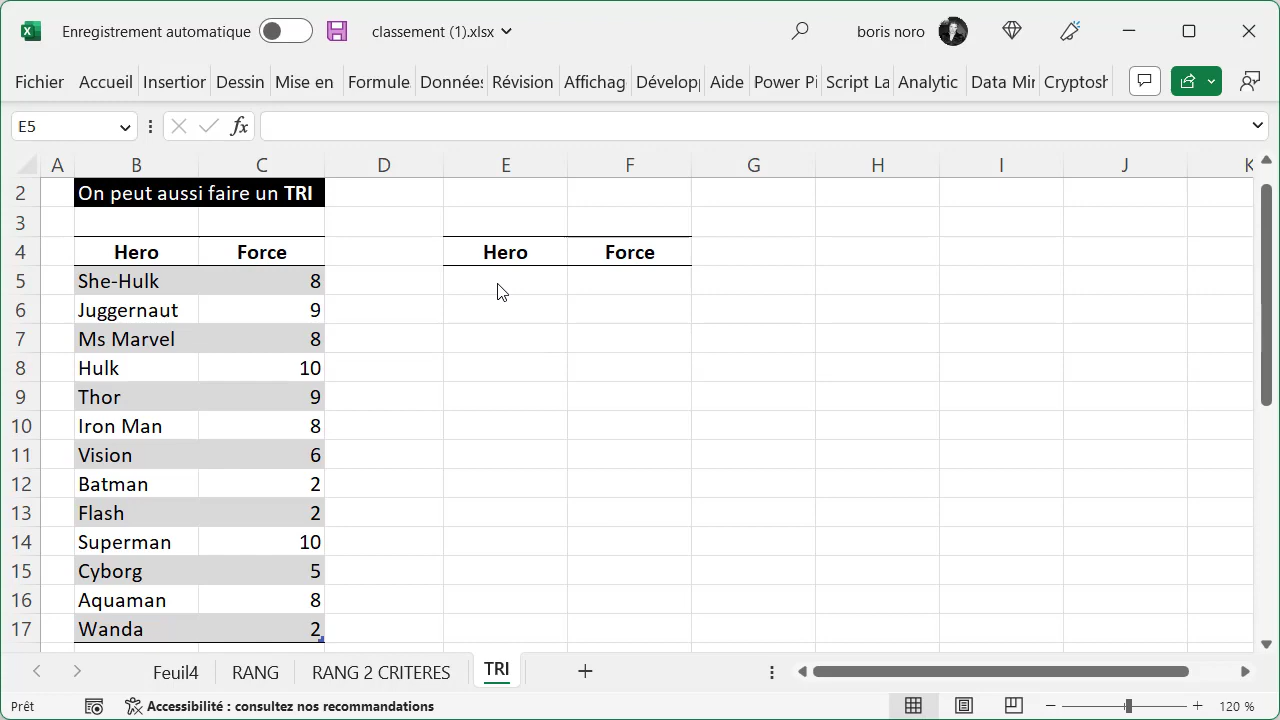 Enregistrement automatique classement (1).xlsx boris noro
Fichier Accueil Insertion Dessin Mise en Formule Données Révision Affichag Dévelop Aide Power Pi Script La Analytic Data Min Cryptosh
E5 fx
A B C D E F G H I J K
2 On peut aussi faire un TRI
3
4 Hero Force Hero Force
5 She-Hulk 8
6 Juggernaut 9
7 Ms Marvel 8
8 Hulk 10
9 Thor 9
10 Iron Man 8
11 Vision 6
12 Batman 2
13 Flash 2
14 Superman 10
15 Cyborg 5
16 Aquaman 8
17 Wanda 2
Feuil4 RANG RANG 2 CRITERES TRI
Prêt Accessibilité : consultez nos recommandations 120 %